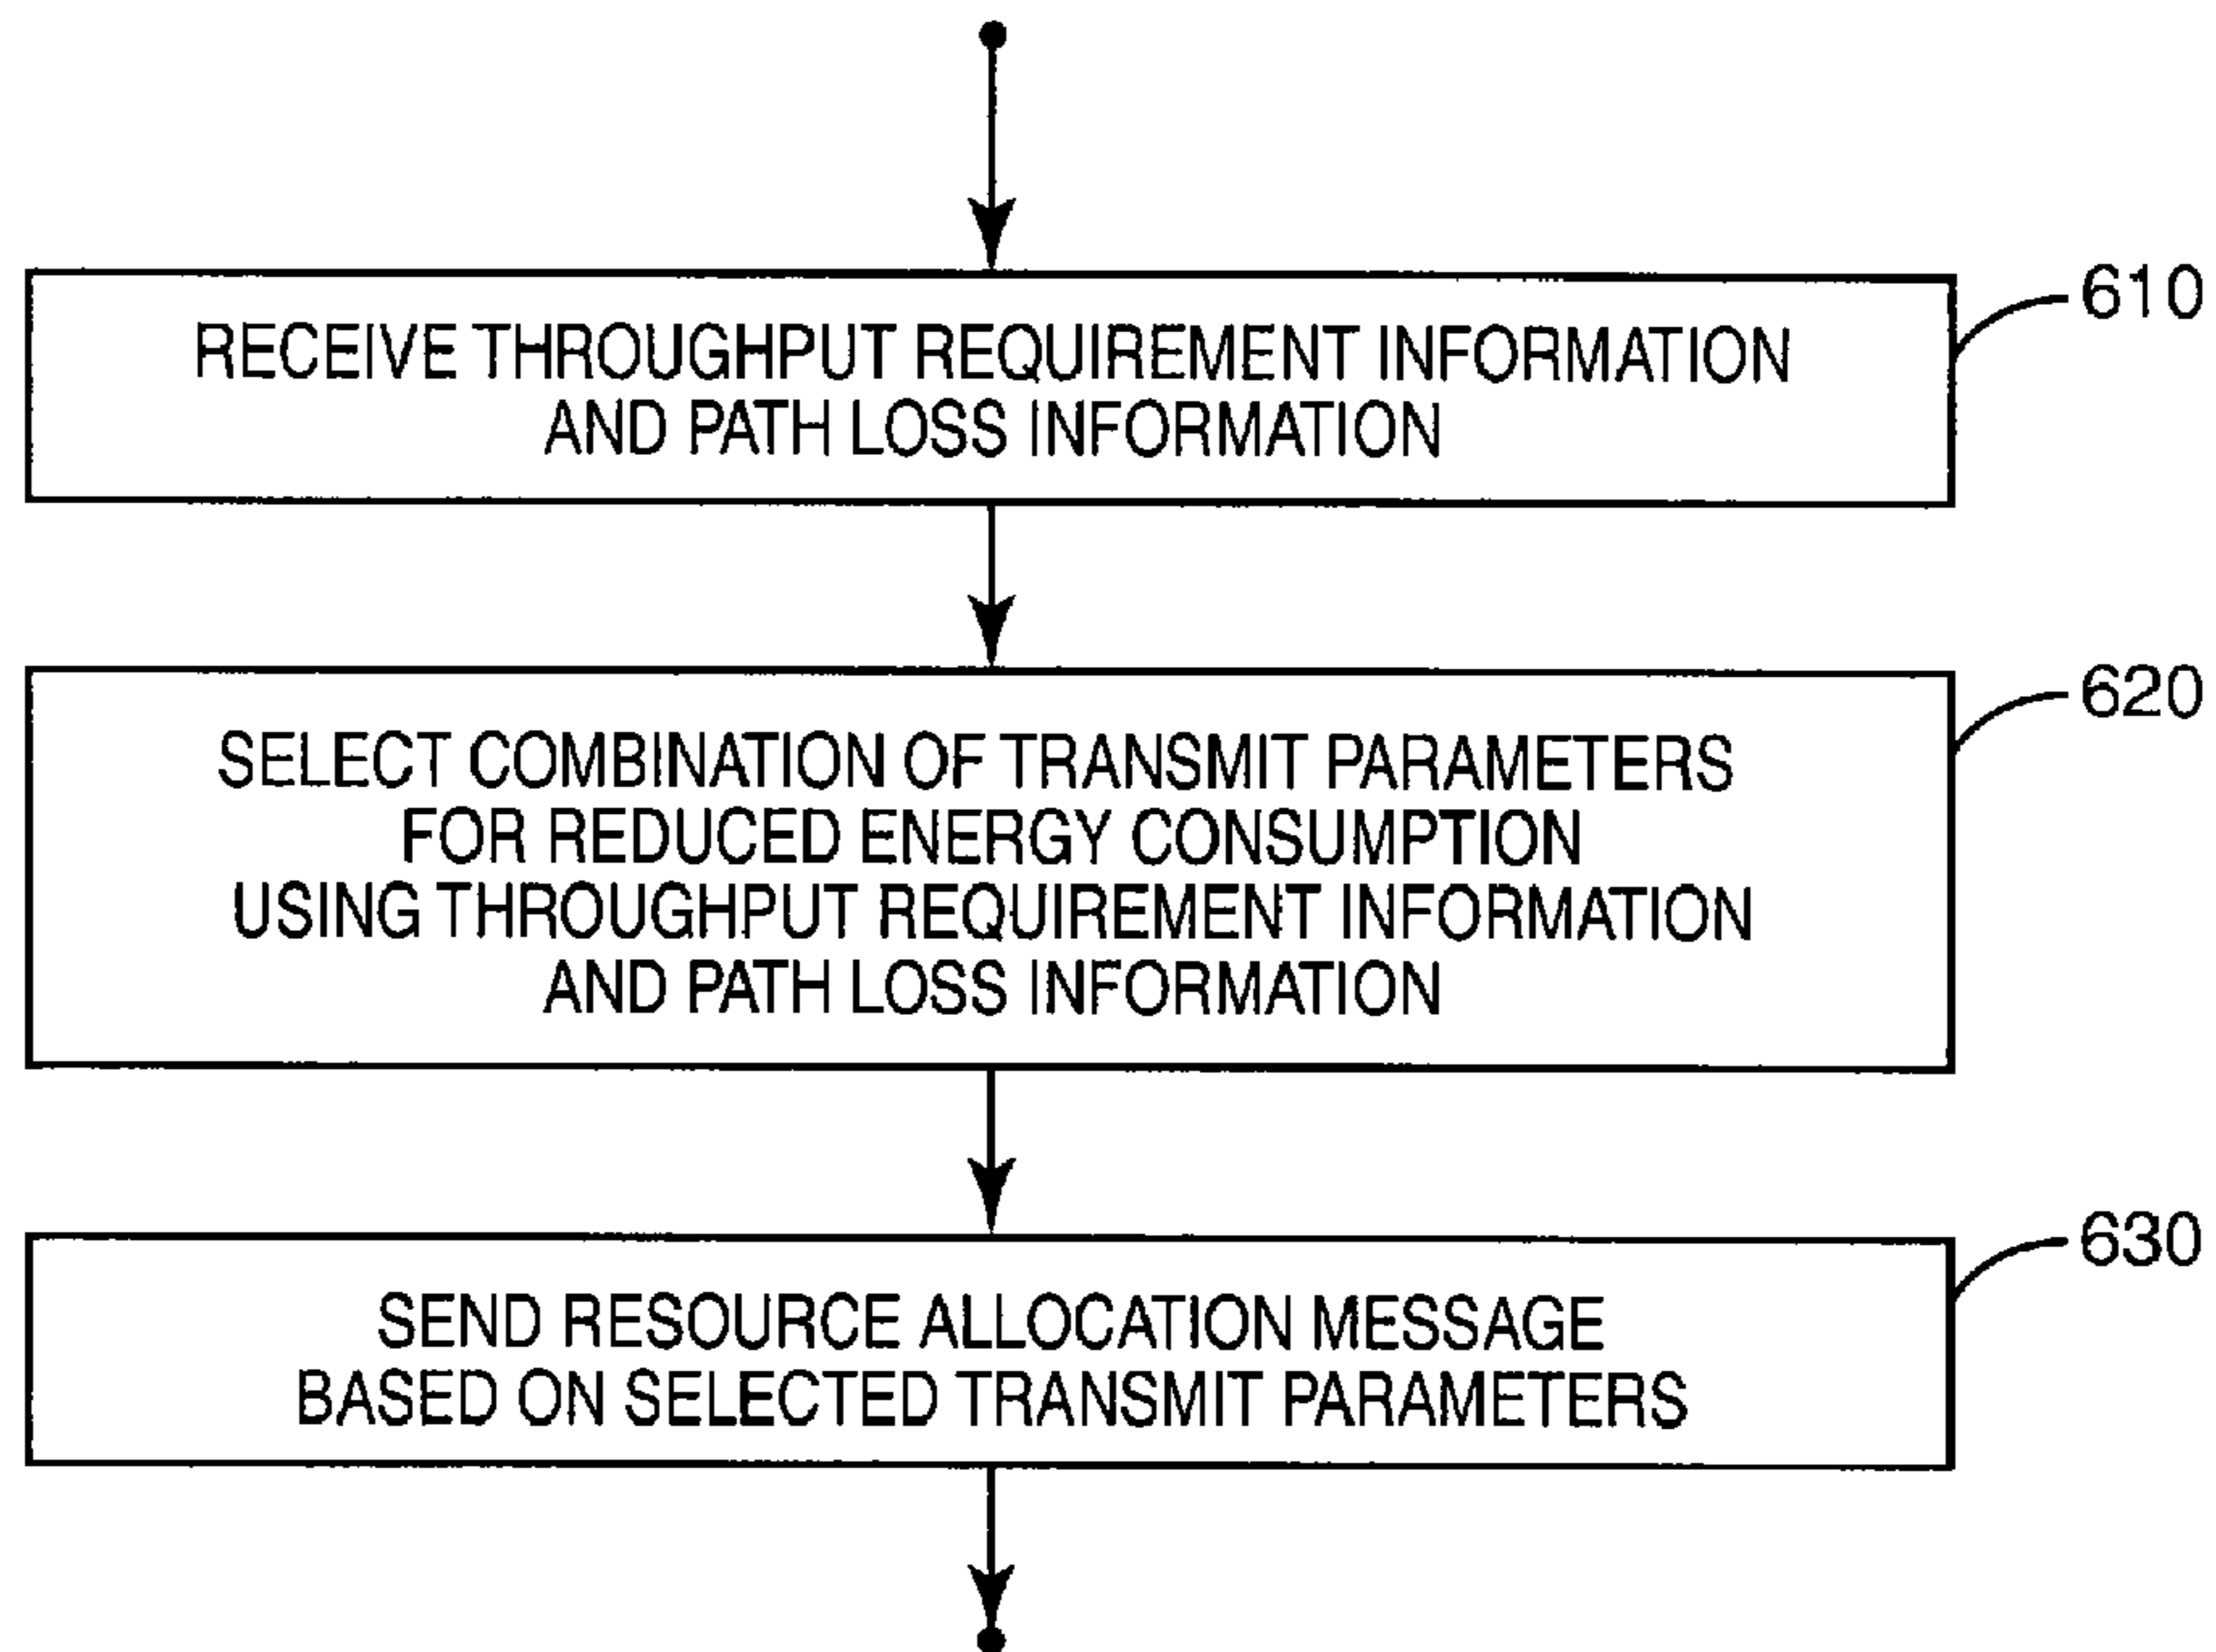 610
RECEIVE THROUGHPUT REQUIREMENT INFORMATION
AND PATH LOSS INFORMATION
620
SELECT COMBINATION OF TRANSMIT PARAMETERS
FOR REDUCED ENERGY CONSUMPTION
USING THROUGHPUT REQUIREMENT INFORMATION
AND PATH LOSS INFORMATION
630
SEND RESOURCE ALLOCATION MESSAGE
BASED ON SELECTED TRANSMIT PARAMETERS